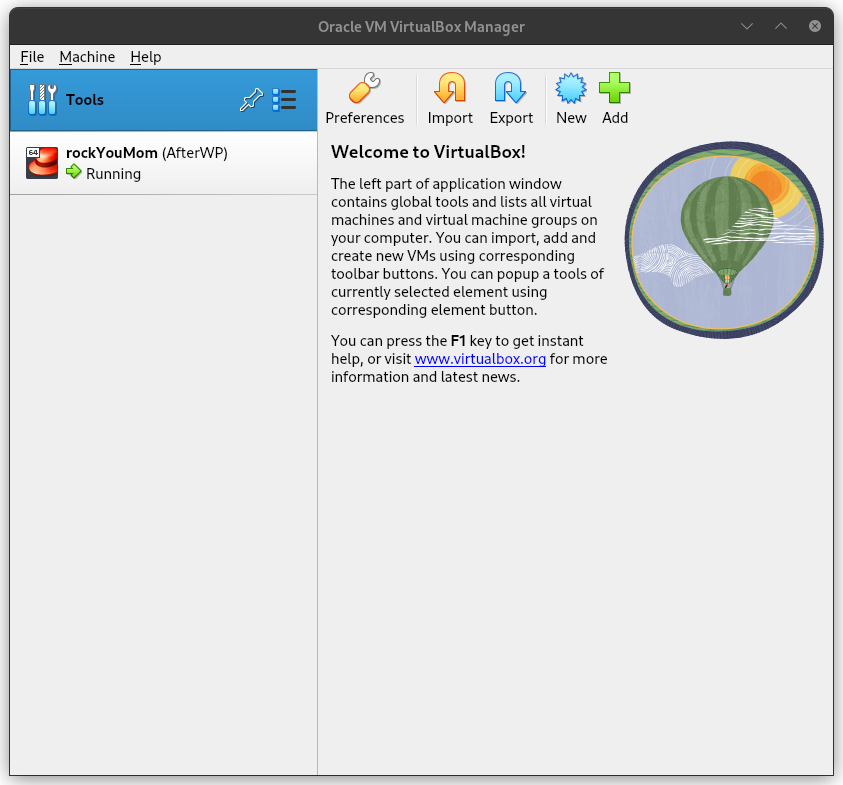 Oracle VM VirtualBox Manager
File Machine Help
Tools
Preferences Import Export New Add
64
rockYouMom (AfterWP)
Running
Welcome to VirtualBox!
The left part of application window
contains global tools and lists all virtual
machines and virtual machine groups on
your computer. You can import, add and
create new VMs using corresponding
toolbar buttons. You can popup a tools of
currently selected element using
corresponding element button.
You can press the F1 key to get instant
help, or visit www.virtualbox.org for more
information and latest news.